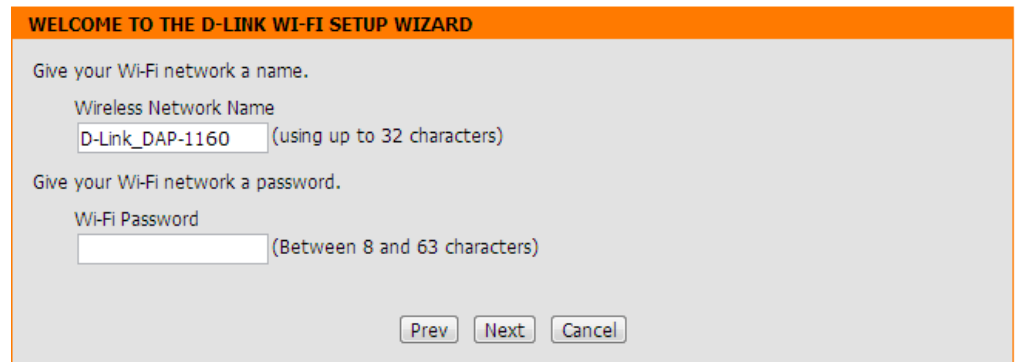 WELCOME TO THE D-LINK WI-FI SETUP WIZARD
Give your Wi-Fi network a name.
Wireless Network Name
D-Link_DAP-1160 (using up to 32 characters)
Give your Wi-Fi network a password.
Wi-Fi Password
(Between 8 and 63 characters)
Prev Next Cancel